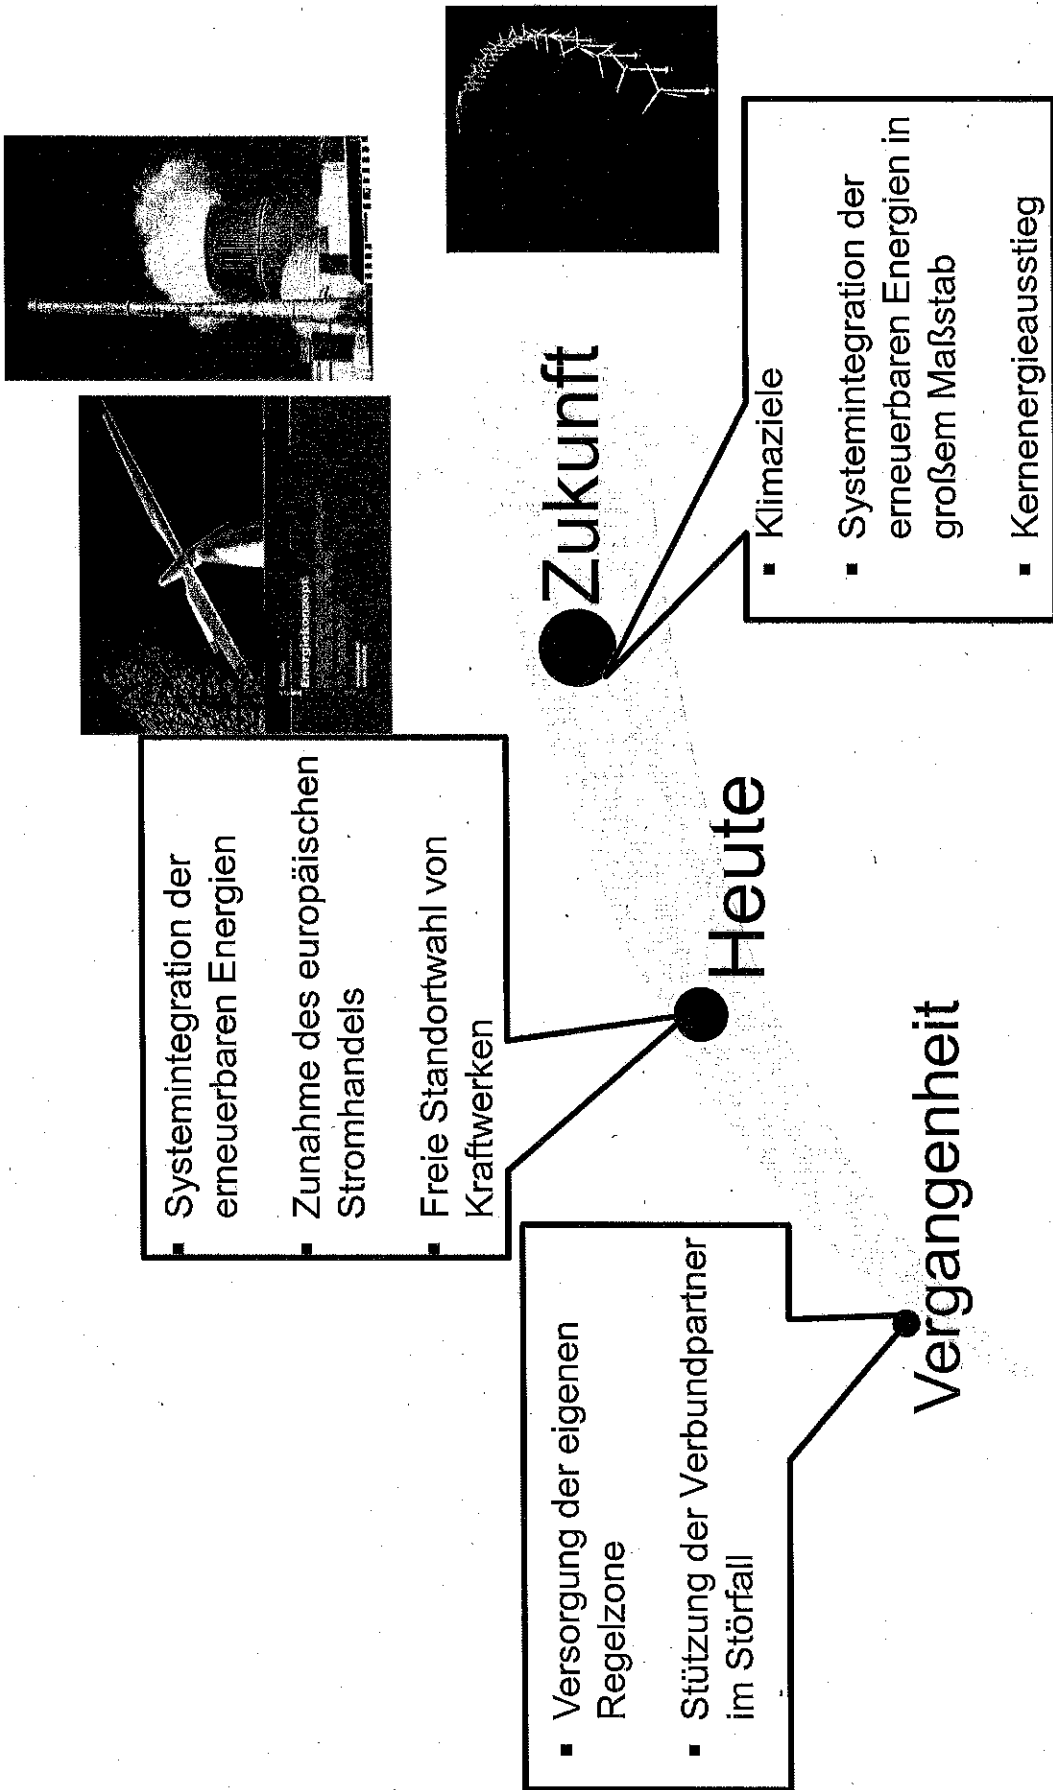 ▪ Versorgung der eigenen
Regelzone
▪ Stützung der Verbundpartner
im Störfall
Vergangenheit
▪ Systemintegration der
erneuerbaren Energien
▪ Zunahme des europäischen
Stromhandels
▪ Freie Standortwahl von
Kraftwerken
Heute
Energiekonzept
Zukunft
▪ Klimaziele
▪ Systemintegration der
erneuerbaren Energien in
großem Maßstab
▪ Kernenergieausstieg